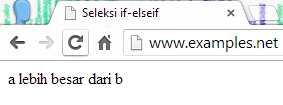 Seleksi if-elseif
www.examples.net
a lebih besar dari b